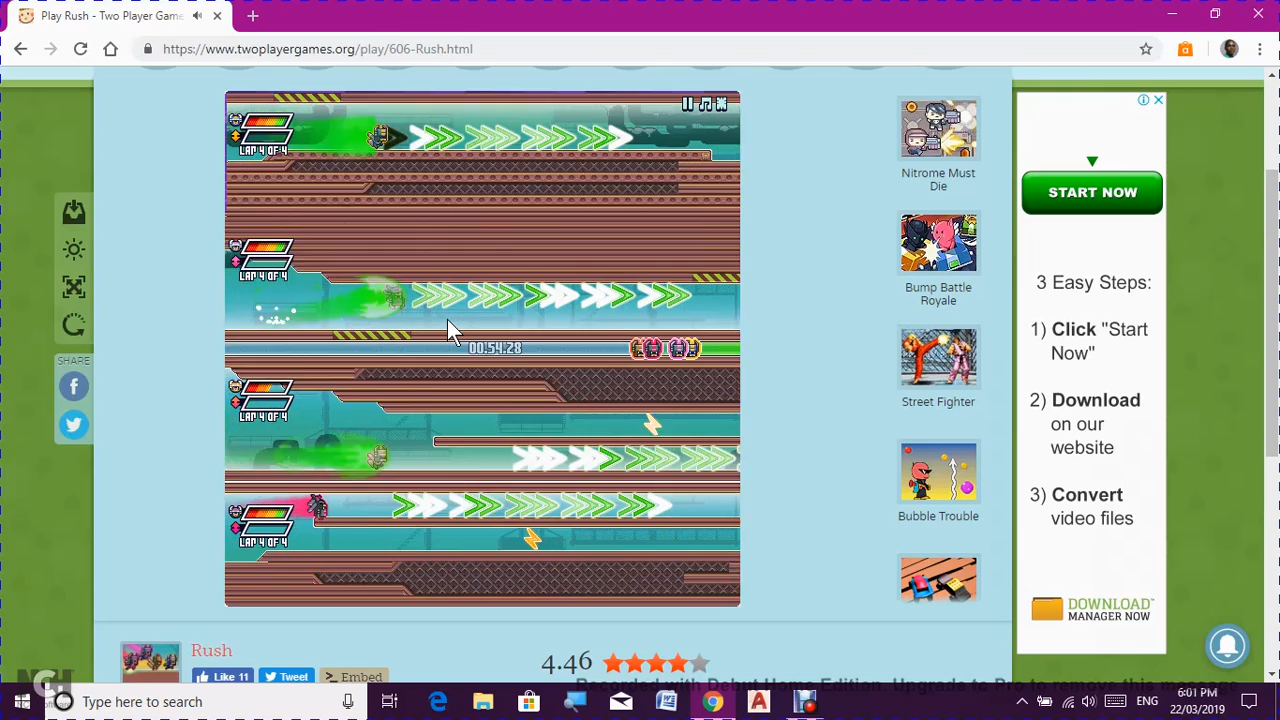 Play Rush - Two Player Game
https://www.twoplayergames.org/play/606-Rush.html
LAP 4 OF 4
LAP 4 OF 4
00:54.28
LAP 4 OF 4
LAP 4 OF 4
SHARE
Nitrome Must
Die
Bump Battle
Royale
Street Fighter
Bubble Trouble
START NOW
3 Easy Steps:
1) Click "Start
Now"
2) Download
on our
website
3) Convert
video files
DOWNLOAD
MANAGER NOW
Rush
Like 11
Tweet
Embed
4.46
NCH
Recorded with Debut Home Edition. Upgrade to Pro to remove this message
Type here to search
ENG
6:01 PM
22/03/2019